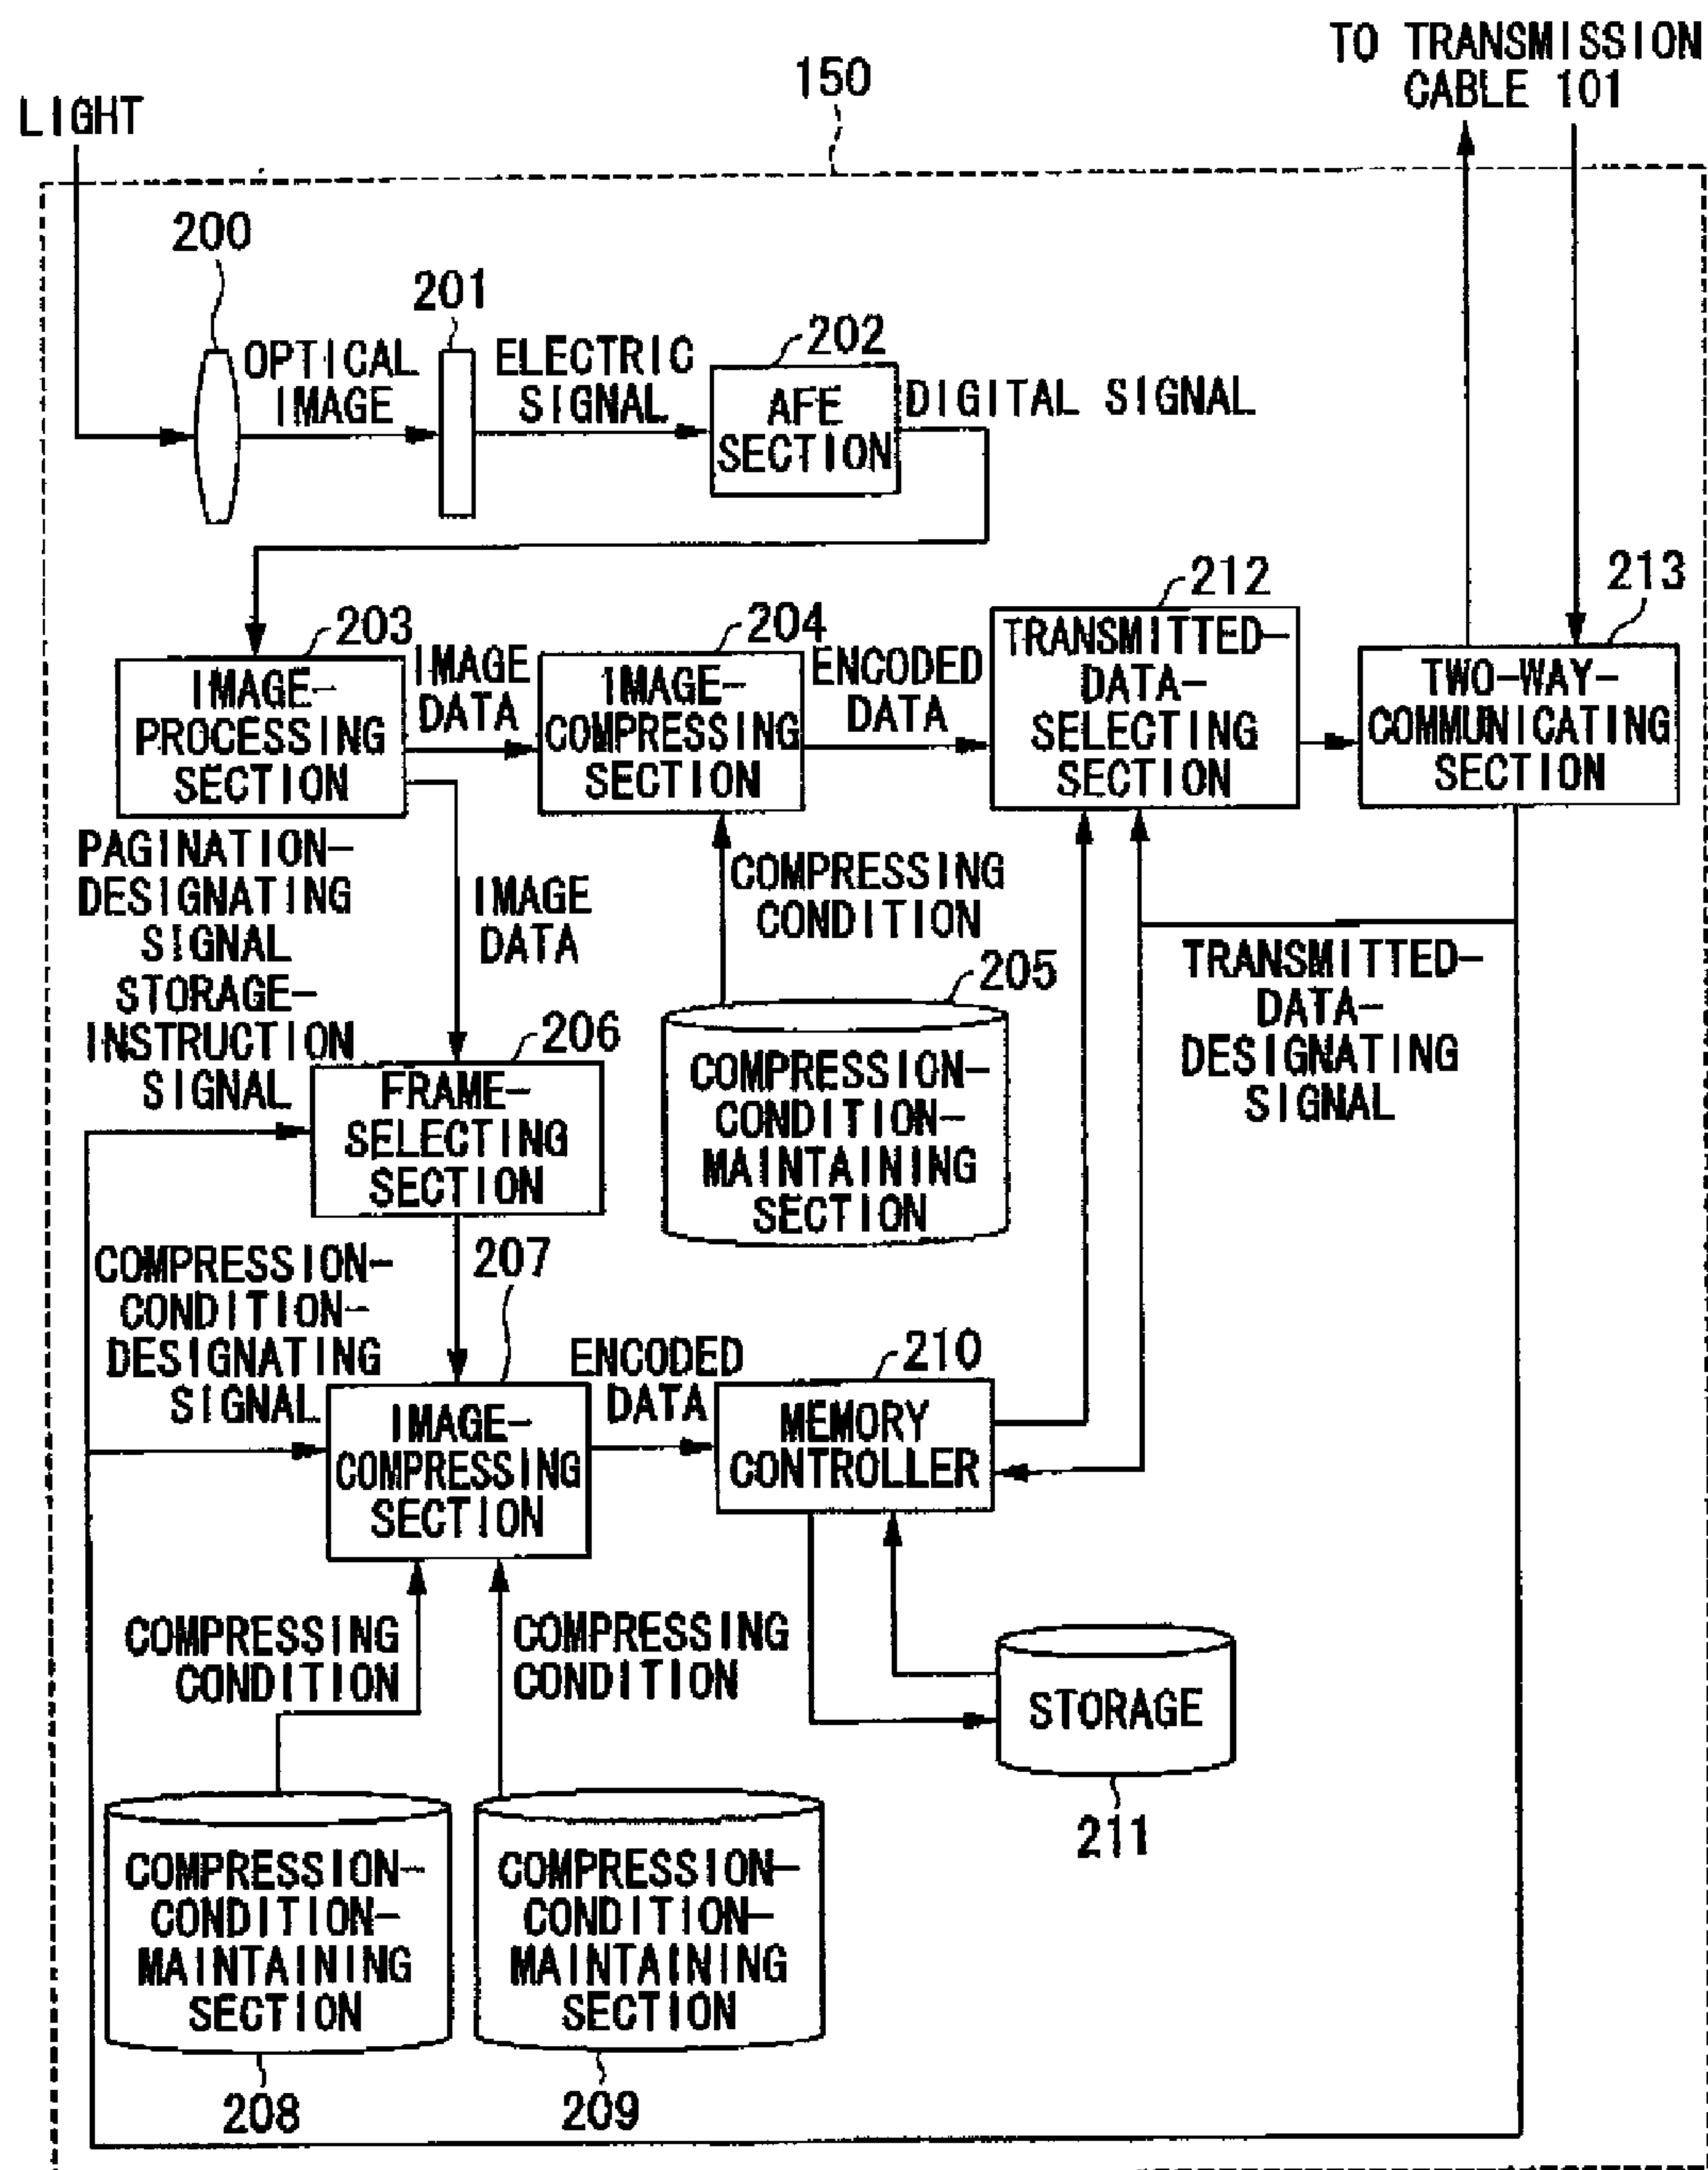 TO TRANSMISSION
CABLE 101
150
LIGHT
200
201
202
OPTICAL
IMAGE
ELECTRIC
SIGNAL
AFE
SECTION
DIGITAL SIGNAL
203
204
212
213
IMAGE-
PROCESSING
SECTION
IMAGE
DATA
IMAGE-
COMPRESSING
SECTION
ENCODED
DATA
TRANSMITTED-
DATA-
SELECTING
SECTION
TWO-WAY-
COMMUNICATING
SECTION
PAGINATION-
DESIGNATING
SIGNAL
STORAGE-
INSTRUCTION
SIGNAL
IMAGE
DATA
COMPRESSING
CONDITION
205
COMPRESSION-
CONDITION-
MAINTAINING
SECTION
TRANSMITTED-
DATA-
DESIGNATING
SIGNAL
206
FRAME-
SELECTING
SECTION
COMPRESSION-
CONDITION-
DESIGNATING
SIGNAL
207
IMAGE-
COMPRESSING
SECTION
ENCODED
DATA
210
MEMORY
CONTROLLER
COMPRESSING
CONDITION
COMPRESSING
CONDITION
STORAGE
211
COMPRESSION-
CONDITION-
MAINTAINING
SECTION
208
COMPRESSION-
CONDITION-
MAINTAINING
SECTION
209